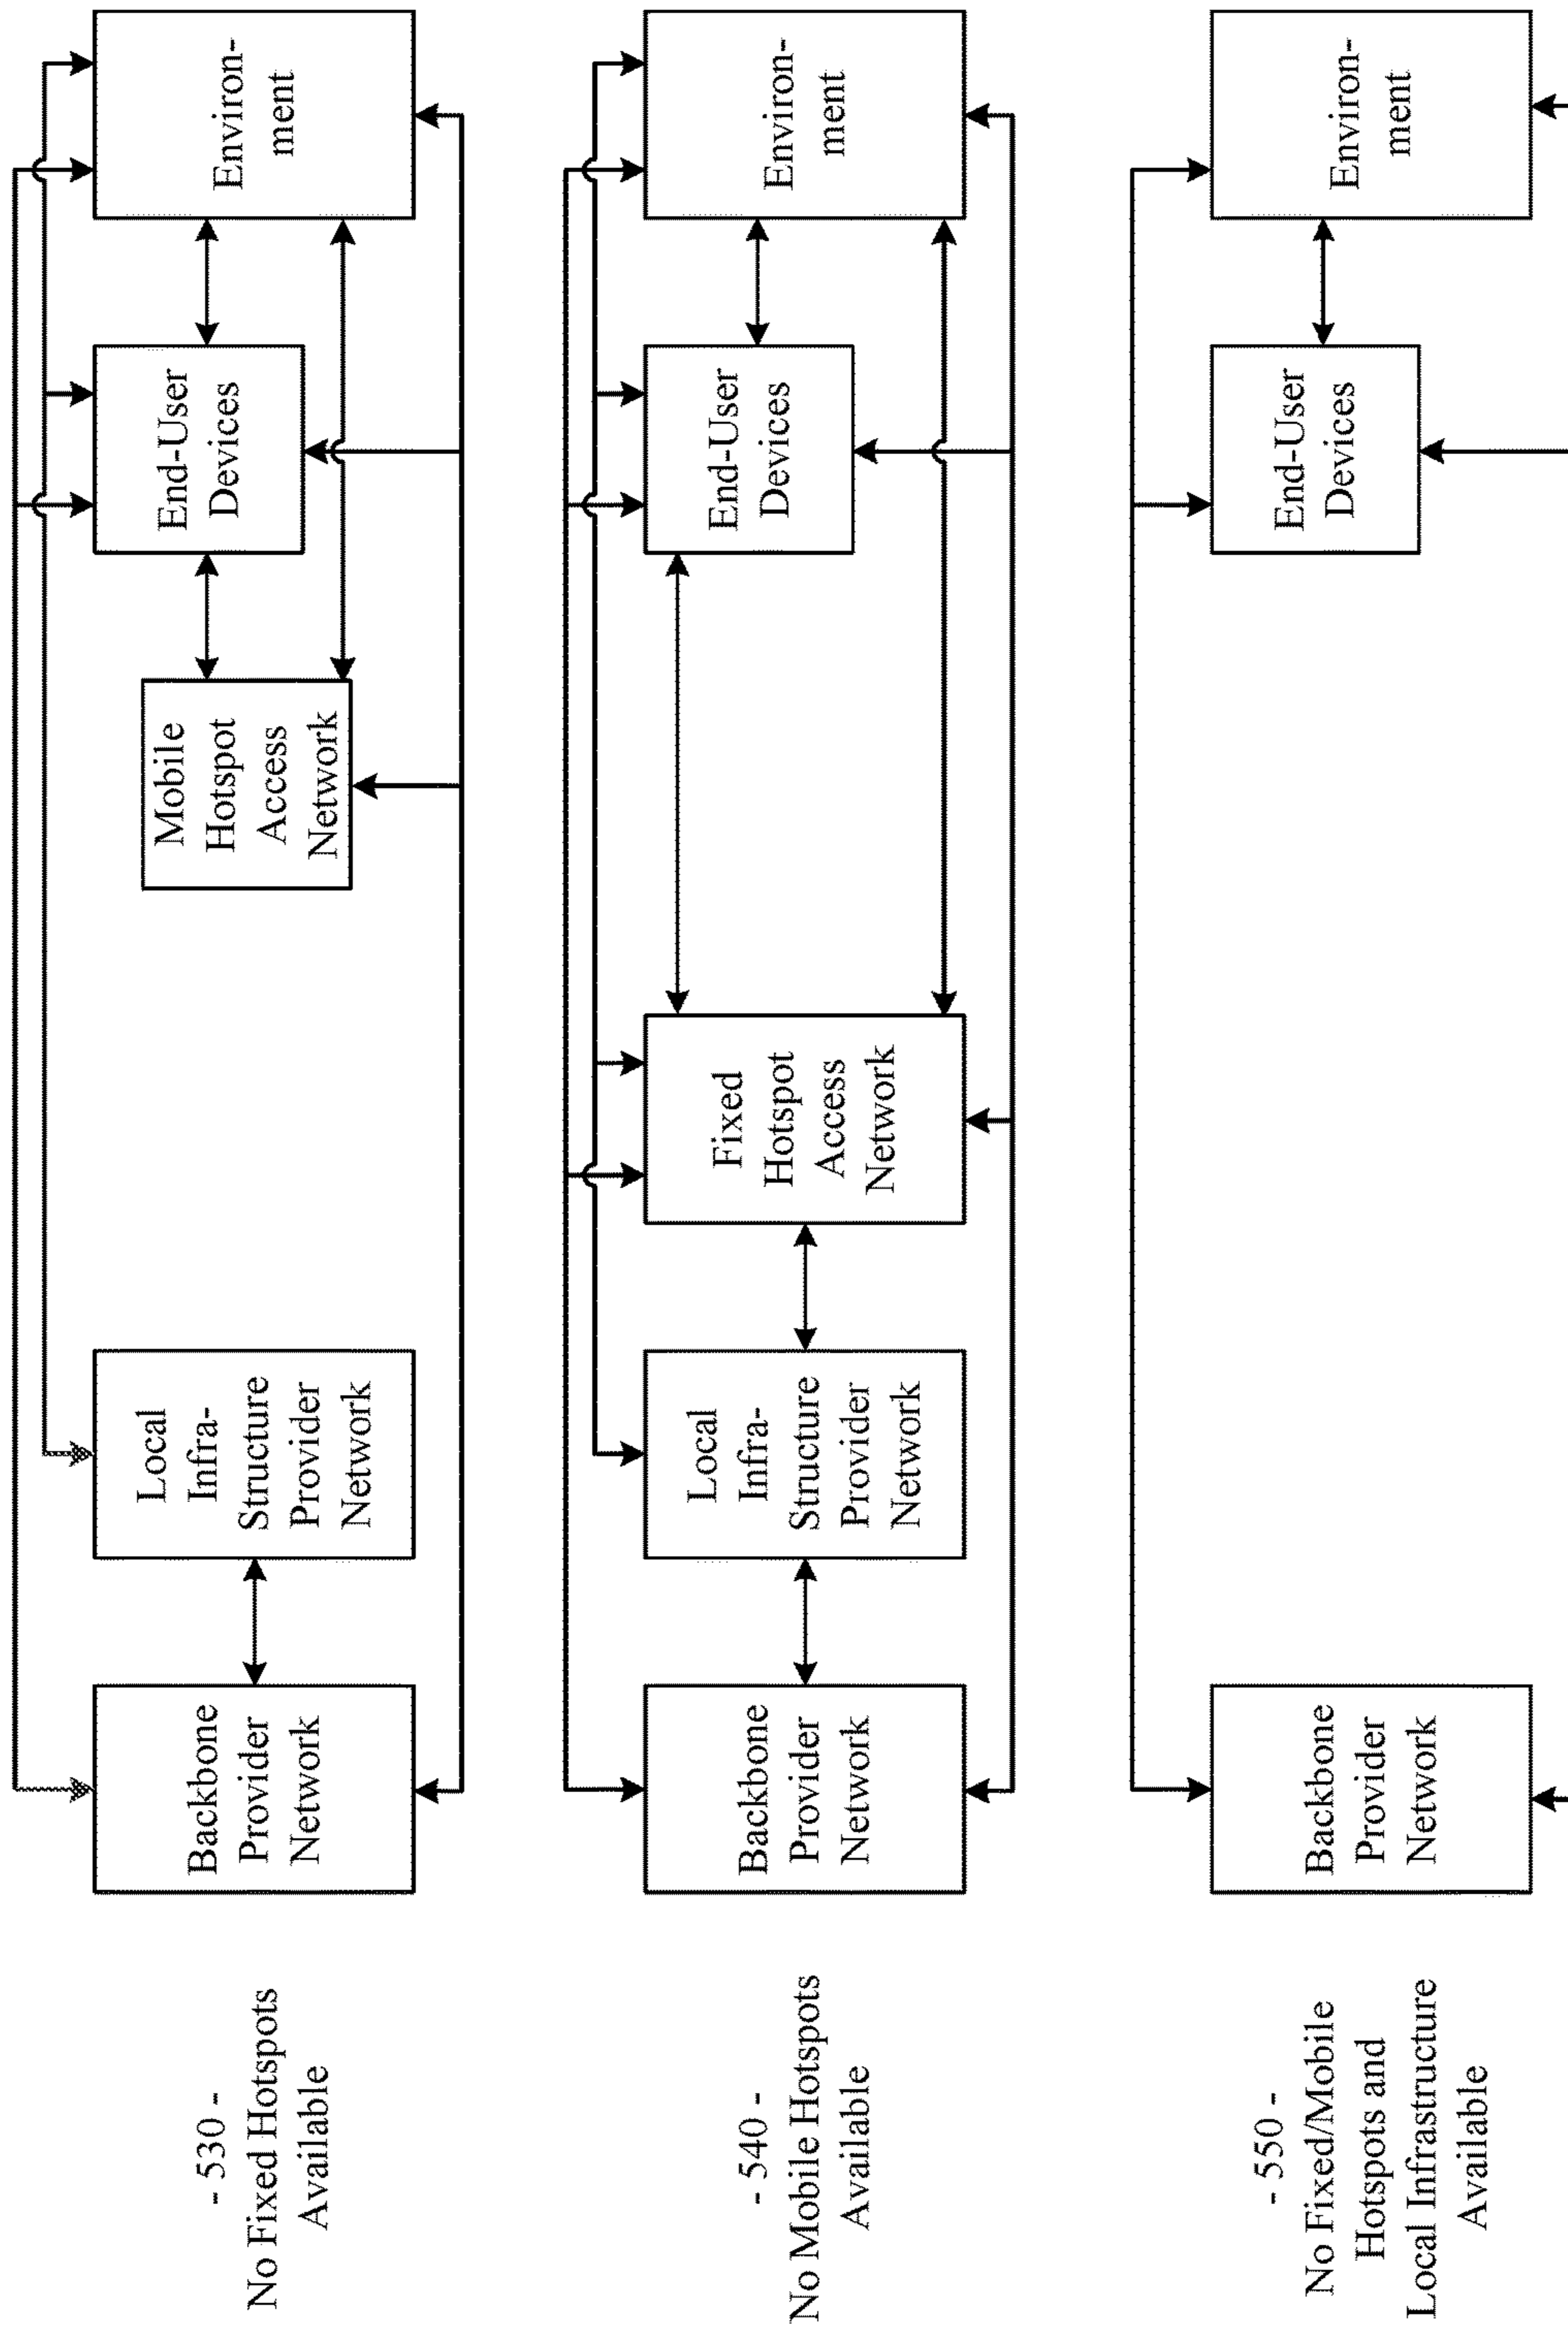 - 530 -
No Fixed Hotspots
Available
Backbone
Provider
Network
Local
Infra-
Structure
Provider
Network
Mobile
Hotspot
Access
Network
End-User
Devices
Environ-
ment
- 540 -
No Mobile Hotspots
Available
Backbone
Provider
Network
Local
Infra-
Structure
Provider
Network
Fixed
Hotspot
Access
Network
End-User
Devices
Environ-
ment
- 550 -
No Fixed/Mobile
Hotspots and
Local Infrastructure
Available
Backbone
Provider
Network
End-User
Devices
Environ-
ment